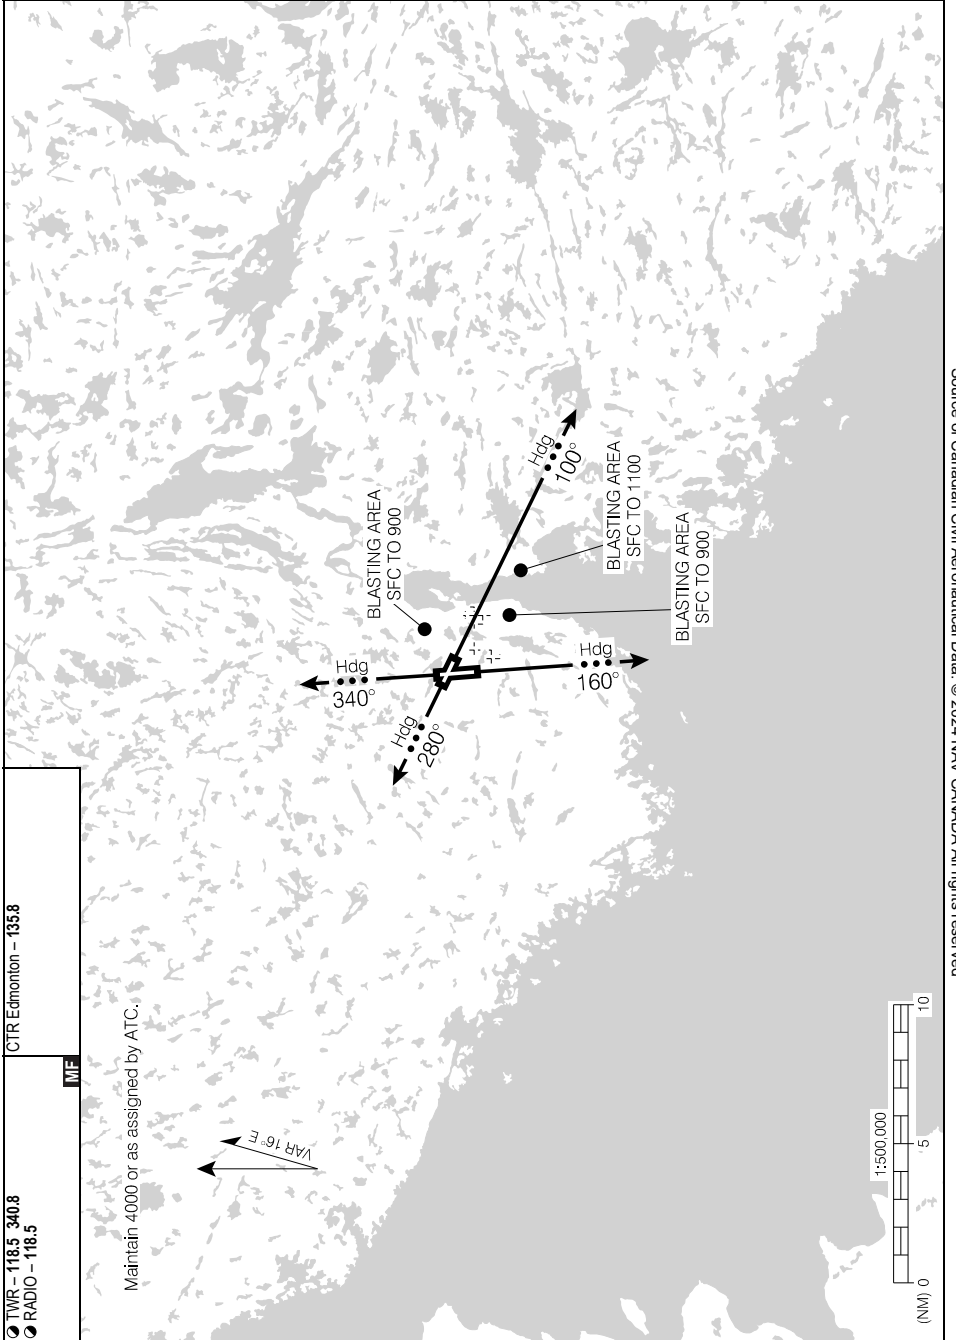 TWR – 118.5 340.8
RADIO – 118.5
MF
CTR Edmonton – 135.8
Maintain 4000 or as assigned by ATC.
VAR 16° E
Hdg
340°
Hdg
280°
Hdg
160°
Hdg
100°
BLASTING AREA
SFC TO 900
BLASTING AREA
SFC TO 1100
BLASTING AREA
SFC TO 900
1:500,000
(NM) 0 5 10
Source of Canadian Civil Aeronautical Data: © 2024 NAV CANADA All rights reserved